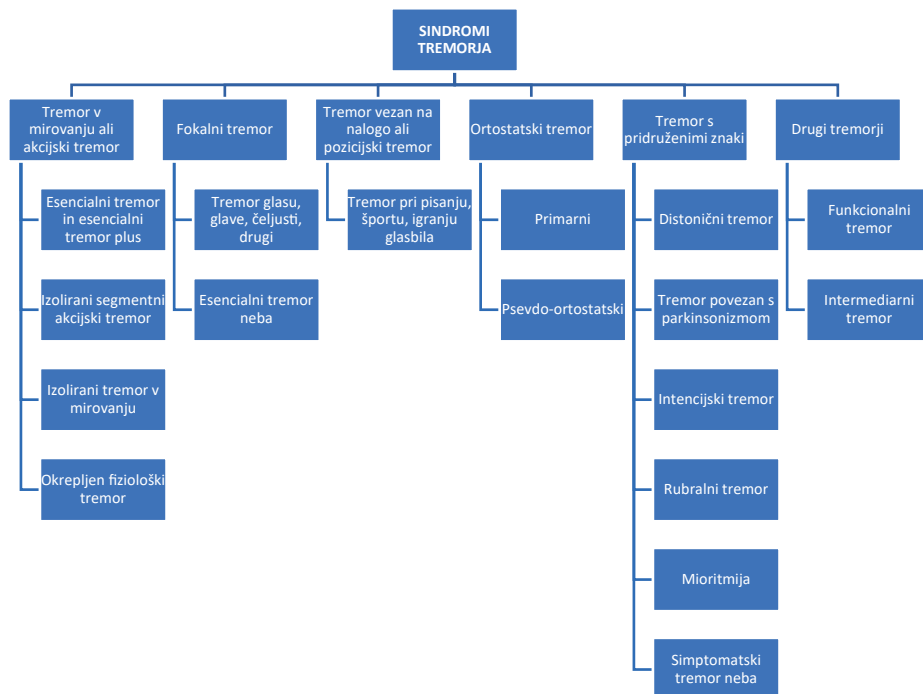 SINDROMI
TREMORJA
Tremor v
mirovanju ali
akcijski tremor
Esencialni tremor
in esencialni
tremor plus
Izolirani segmentni
akcijski tremor
Izolirani tremor v
mirovanju
Okrepljen fiziološki
tremor
Fokalni tremor
Tremor glasu,
glave, čeljusti,
drugi
Esencialni tremor
neba
Tremor vezan na
nalogo ali
pozicijski tremor
Tremor pri pisanju,
športu, igranju
glasbila
Ortostatski tremor
Primarni
Psevdo-ortostatski
Tremor s
pridruženimi znaki
Distonični tremor
Tremor povezan s
parkinsonizmom
Intencijski tremor
Rubralni tremor
Mioritmija
Simptomatski
tremor neba
Drugi tremorji
Funkcionalni
tremor
Intermediarni
tremor